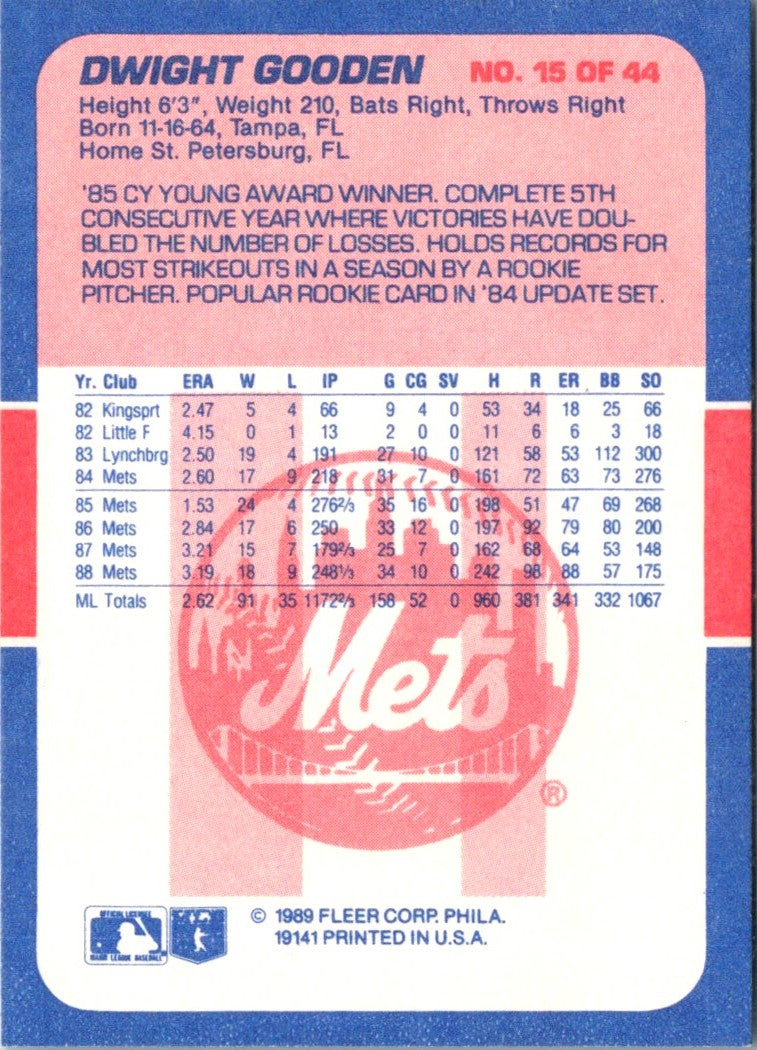 DWIGHT GOODEN NO. 15 OF 44
Height 6'3", Weight 210, Bats Right, Throws Right
Born 11-16-64, Tampa, FL
Home St. Petersburg, FL
'85 CY YOUNG AWARD WINNER. COMPLETE 5TH
CONSECUTIVE YEAR WHERE VICTORIES HAVE DOU-
BLED THE NUMBER OF LOSSES. HOLDS RECORDS FOR
MOST STRIKEOUTS IN A SEASON BY A ROOKIE
PITCHER. POPULAR ROOKIE CARD IN '84 UPDATE SET.
Yr. Club ERA W L IP G CG SV H R ER BB SO
82 Kingsprt 2.47 5 4 66 9 4 0 53 34 18 25 66
82 Little F 4.15 0 1 13 2 0 0 11 6 6 3 18
83 Lynchbrg 2.50 19 4 191 27 10 0 121 58 53 112 300
84 Mets 2.60 17 9 218 31 7 0 161 72 63 73 276
85 Mets 1.53 24 4 276⅔ 35 16 0 198 51 47 69 268
86 Mets 2.84 17 6 250 33 12 0 197 92 79 80 200
87 Mets 3.21 15 7 179⅔ 25 7 0 162 68 64 53 148
88 Mets 3.19 18 9 248⅓ 34 10 0 242 98 88 57 175
ML Totals 2.62 91 35 1172⅔ 158 52 0 960 381 341 332 1067
NY
Mets
®
OFFICIAL LICENSEE
MAJOR LEAGUE BASEBALL
© 1989 FLEER CORP. PHILA.
19141 PRINTED IN U.S.A.